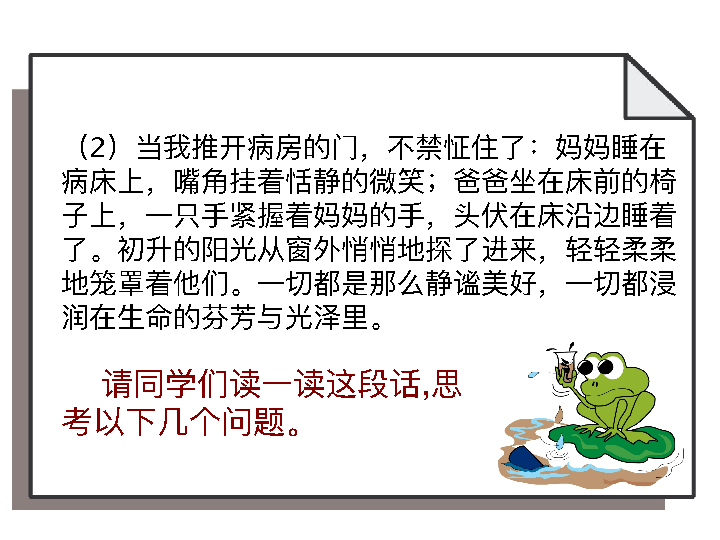 （2）当我推开病房的门，不禁怔住了：妈妈睡在
病床上，嘴角挂着恬静的微笑；爸爸坐在床前的椅
子上，一只手紧握着妈妈的手，头伏在床沿边睡着
了。初升的阳光从窗外悄悄地探了进来，轻轻柔柔
地笼罩着他们。一切都是那么静谧美好，一切都浸
润在生命的芬芳与光泽里。
请同学们读一读这段话,思
考以下几个问题。